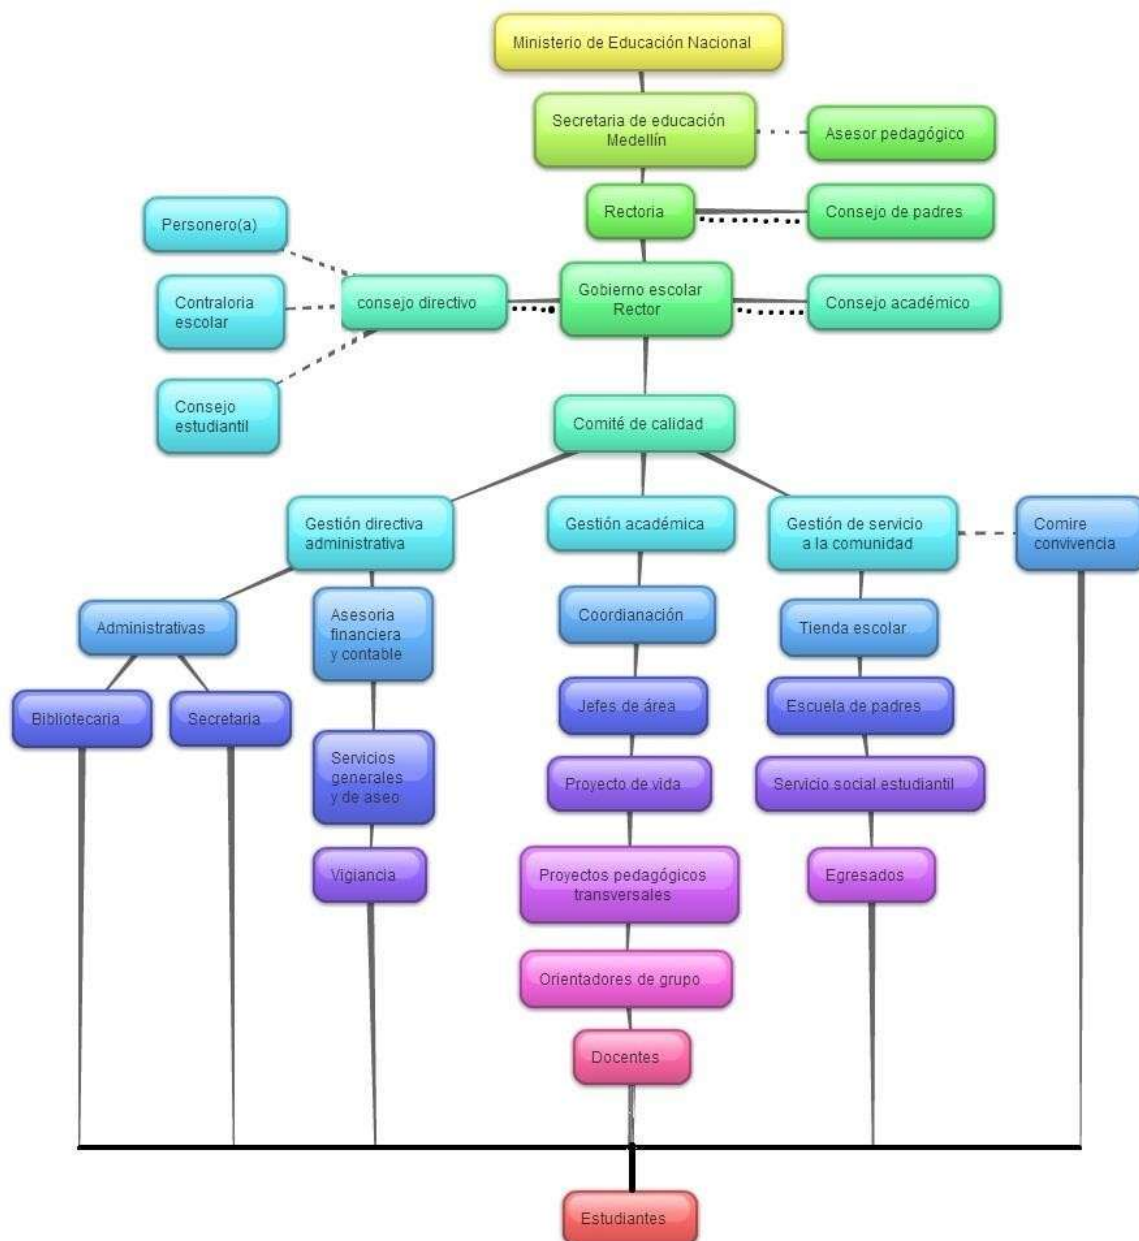 Ministerio de Educación Nacional
Secretaria de educación
Medellín
Asesor pedagógico
Rectoria
Consejo de padres
Personero(a)
Contraloria
escolar
consejo directivo
Gobierno escolar
Rector
Consejo académico
Consejo
estudiantil
Comité de calidad
Gestión directiva
administrativa
Gestión académica
Gestión de servicio
a la comunidad
Comire
convivencia
Administrativas
Asesoria
financiera
y contable
Coordianación
Tienda escolar
Bibliotecaria
Secretaria
Jefes de área
Escuela de padres
Servicios
generales
y de aseo
Proyecto de vida
Servicio social estudiantil
Vigiancia
Proyectos pedagógicos
transversales
Egresados
Orientadores de grupo
Docentes
Estudiantes